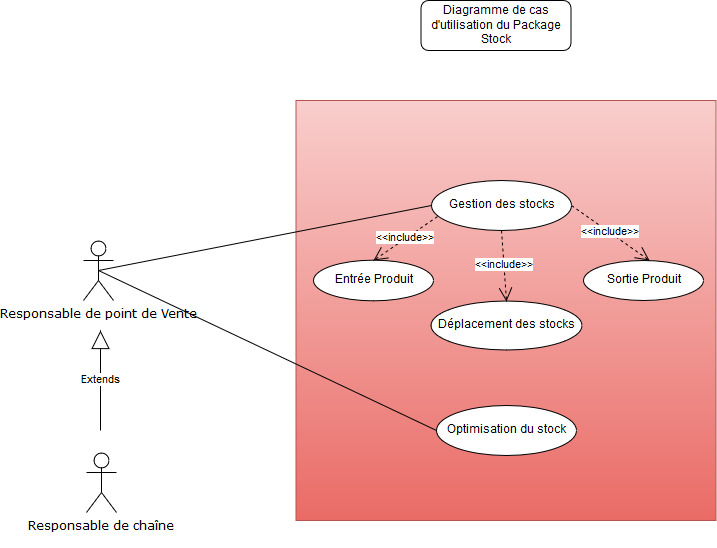 Diagramme de cas
d'utilisation du Package
Stock
Gestion des stocks
<<include>>
<<include>>
<<include>>
Entrée Produit
Sortie Produit
Responsable de point de Vente
Déplacement des stocks
Extends
Optimisation du stock
Responsable de chaîne